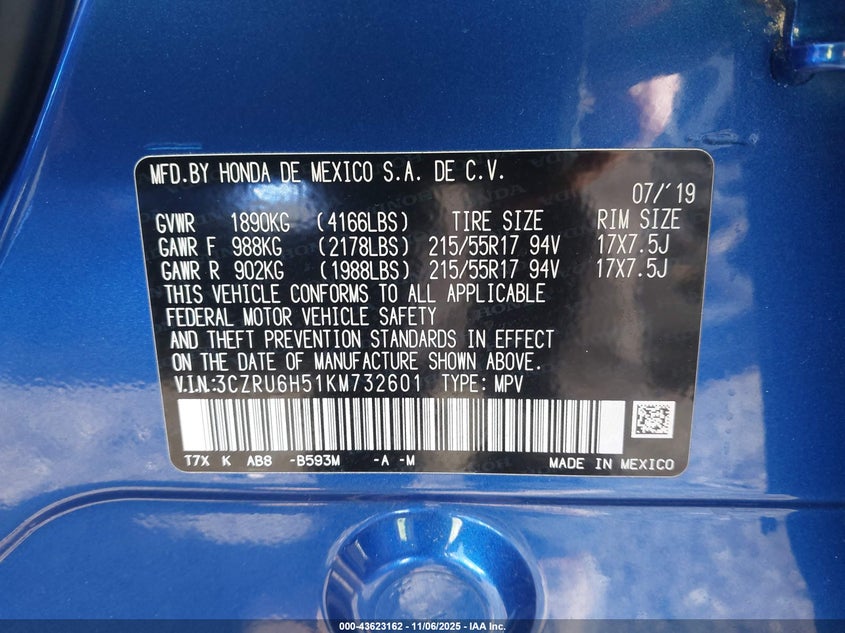 MFD.BY HONDA DE MEXICO S.A. DE C.V.
07/'19
GVWR 1890KG (4166LBS) TIRE SIZE RIM SIZE
GAWR F 988KG (2178LBS) 215/55R17 94V 17X7.5J
GAWR R 902KG (1988LBS) 215/55R17 94V 17X7.5J
THIS VEHICLE CONFORMS TO ALL APPLICABLE
FEDERAL MOTOR VEHICLE SAFETY
AND THEFT PREVENTION STANDARDS IN EFFECT
ON THE DATE OF MANUFACTURE SHOWN ABOVE.
V.I.N.:3CZRU6H51KM732601 TYPE: MPV
T7X K AB8 -B593M -A -M MADE IN MEXICO
000-43623162 - 11/06/2025 - IAA Inc.